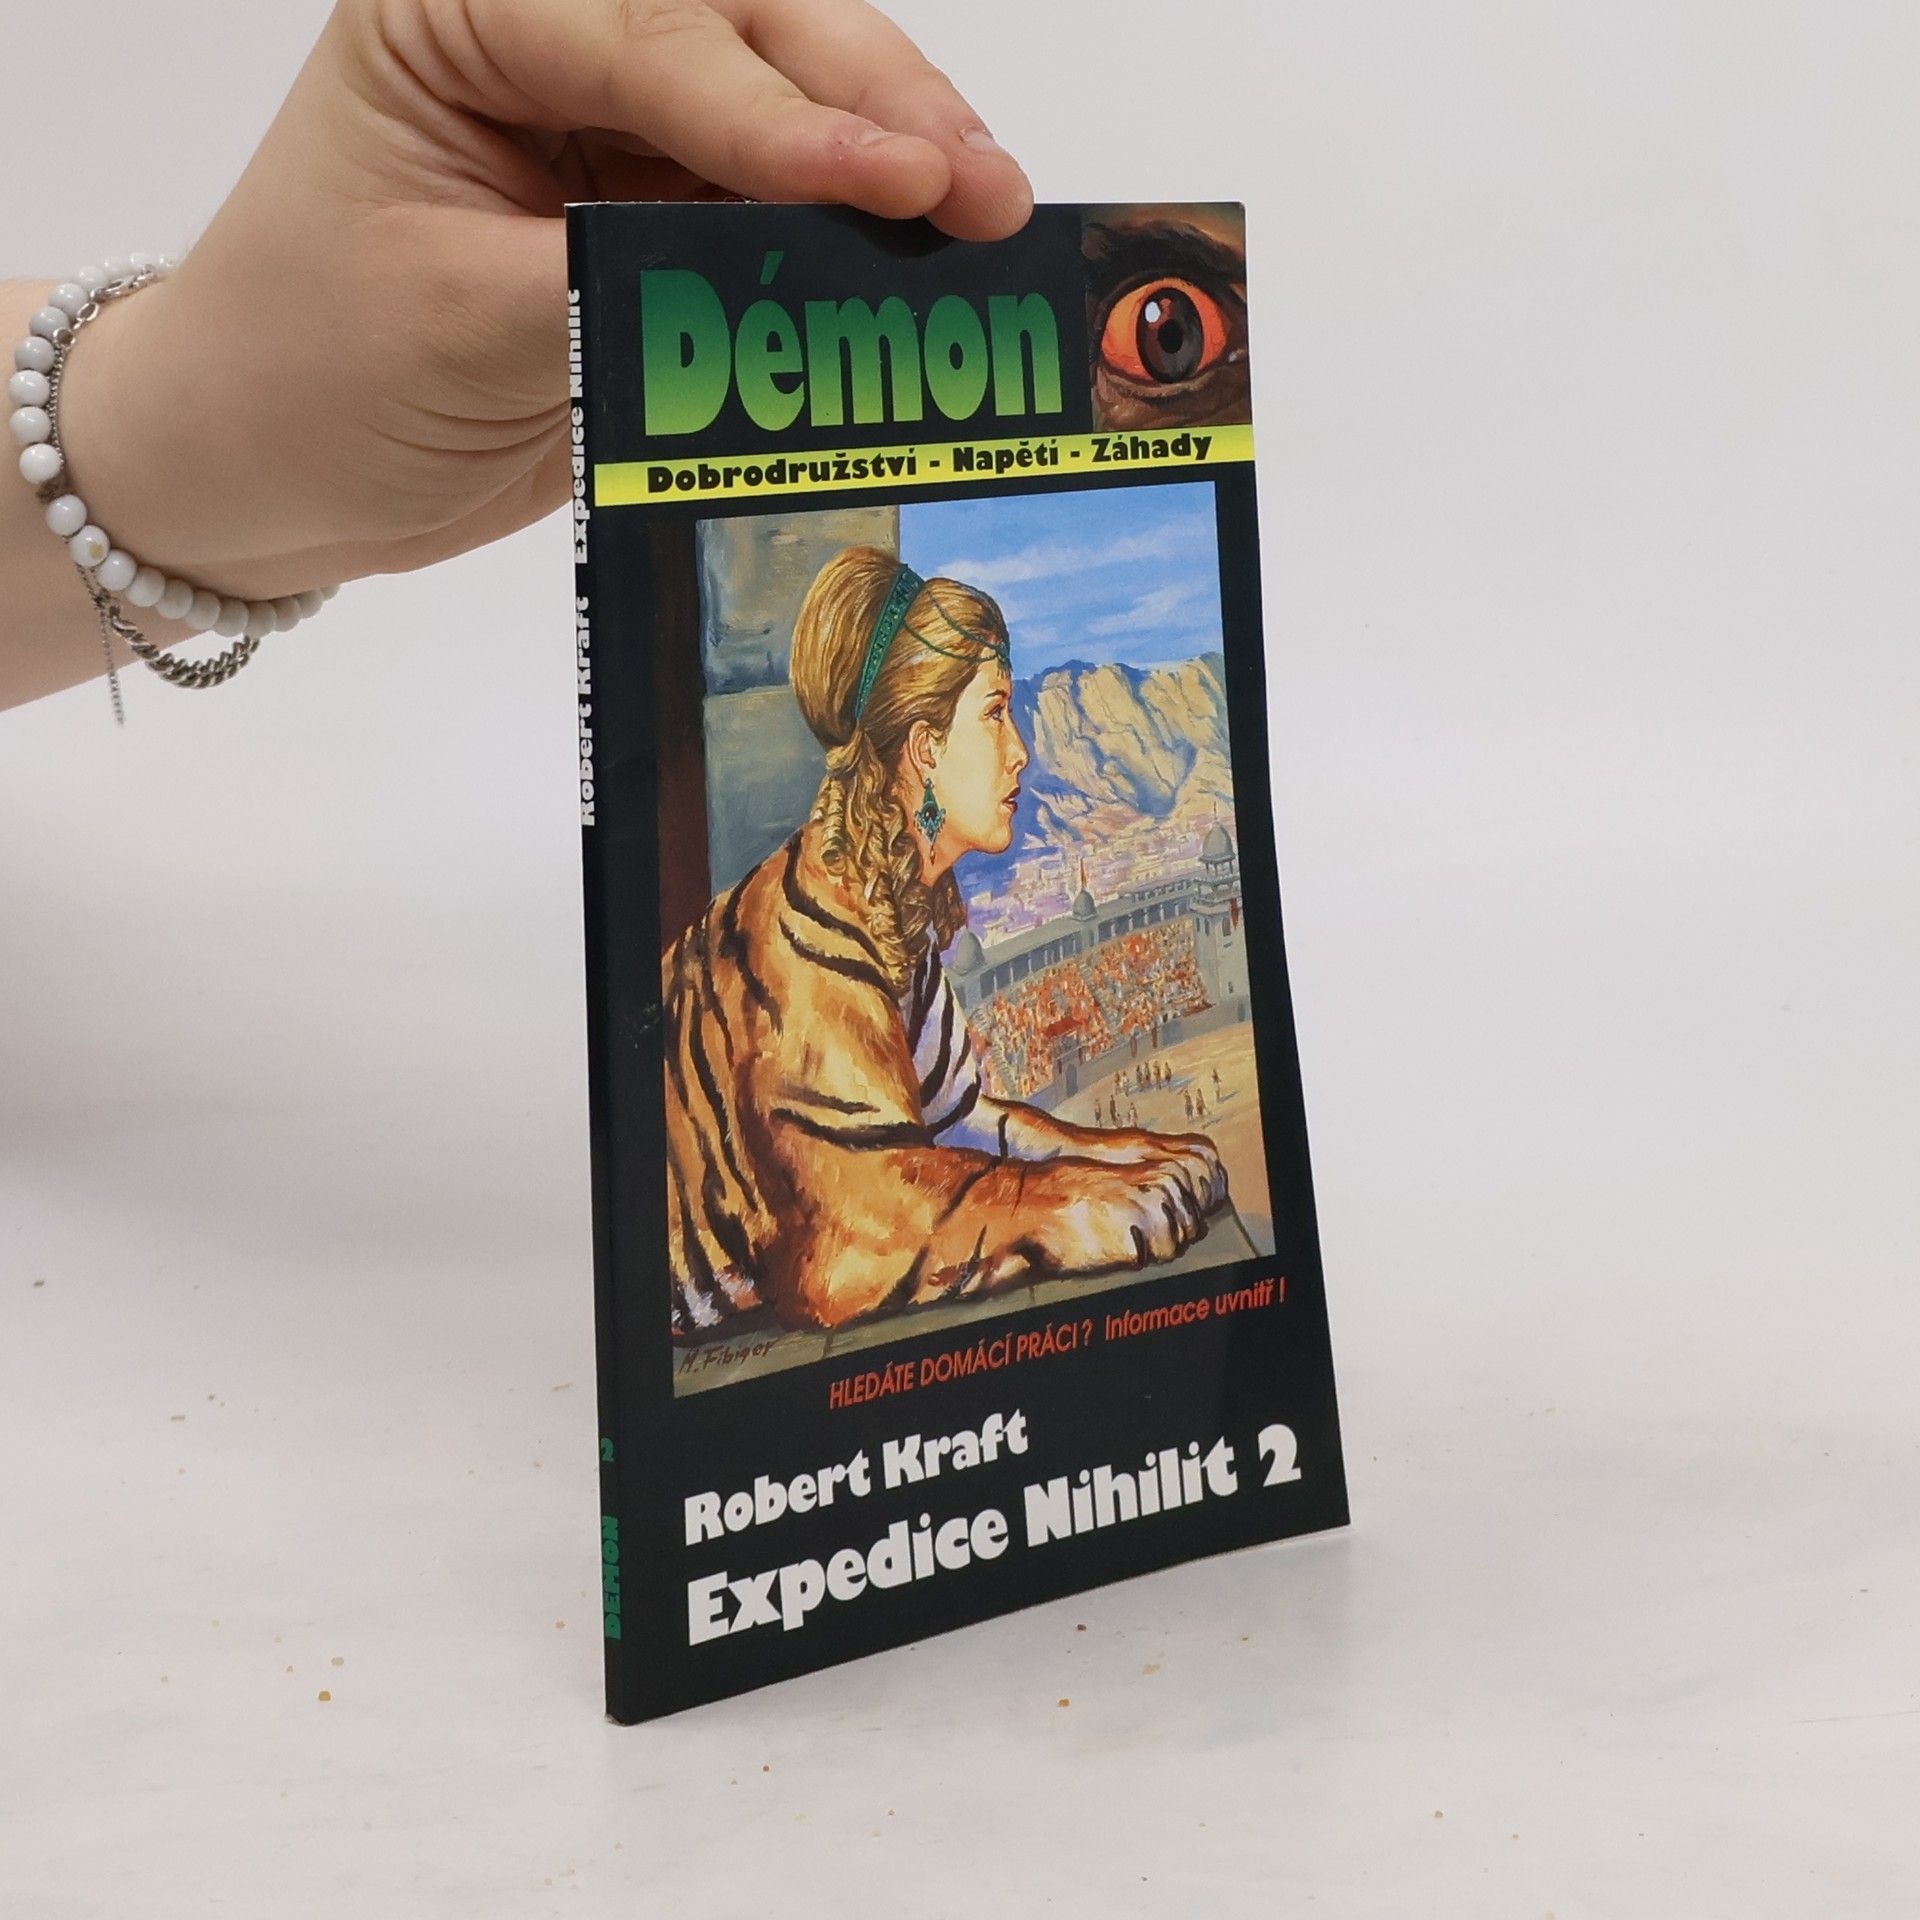 Démon
Dobrodružství - Napětí - Záhady
M. Fibiger
HLEDÁTE DOMÁCÍ PRÁCI? Informace uvnitř!
Robert Kraft
Expedice Nihilit 2
Robert Kraft Expedice Nihilit
DÉMON 2